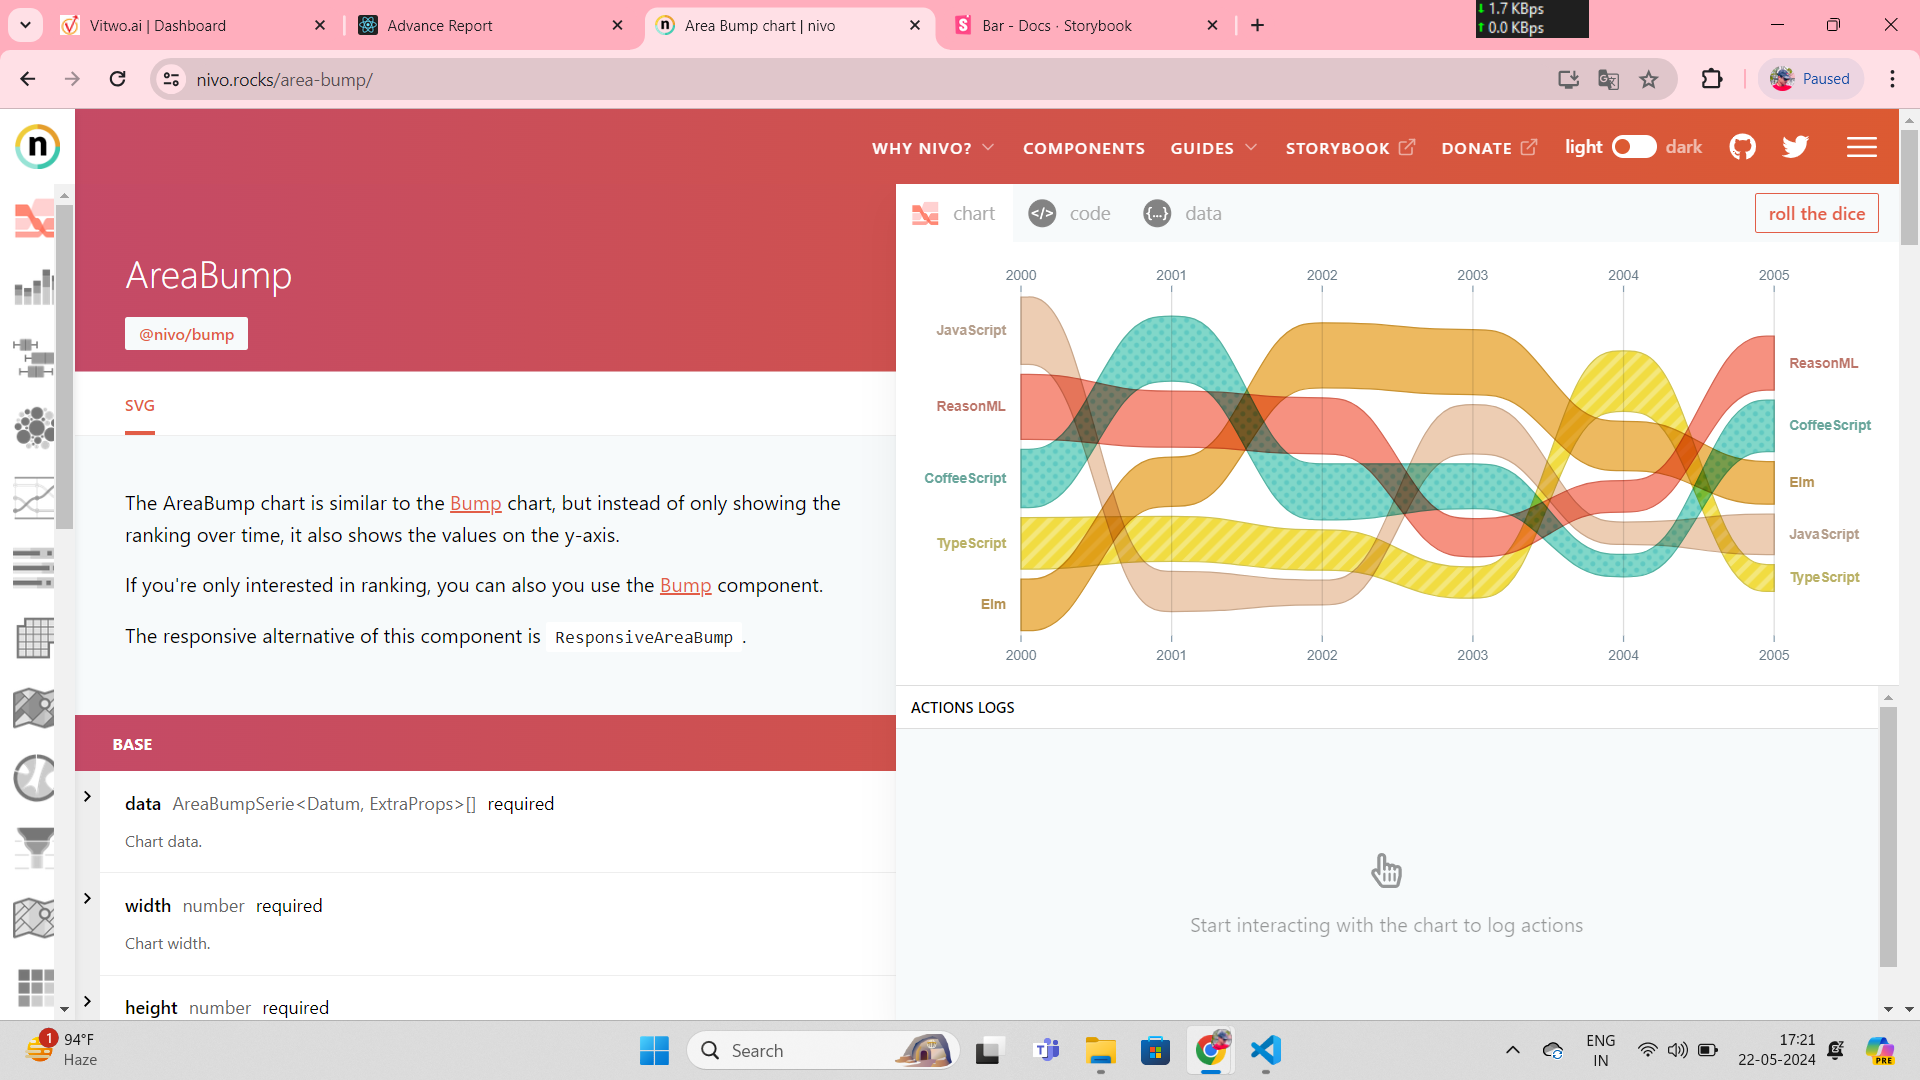 Vitwo.ai | Dashboard
Advance Report
Area Bump chart | nivo
Bar - Docs · Storybook
1.7 KBps
0.0 KBps
nivo.rocks/area-bump/
Paused
n
WHY NIVO?
COMPONENTS
GUIDES
STORYBOOK
DONATE
light
dark
AreaBump
@nivo/bump
SVG
The AreaBump chart is similar to the Bump chart, but instead of only showing the
ranking over time, it also shows the values on the y-axis.
If you're only interested in ranking, you can also you use the Bump component.
The responsive alternative of this component is ResponsiveAreaBump .
BASE
data AreaBumpSerie<Datum, ExtraProps>[] required
Chart data.
width number required
Chart width.
height number required
chart
code
data
roll the dice
2000 2001 2002 2003 2004 2005
JavaScript
ReasonML
CoffeeScript
TypeScript
Elm
ReasonML
CoffeeScript
Elm
JavaScript
TypeScript
2000 2001 2002 2003 2004 2005
ACTIONS LOGS
Start interacting with the chart to log actions
1
94°F
Haze
Search
ENG
IN
17:21
22-05-2024
PRE